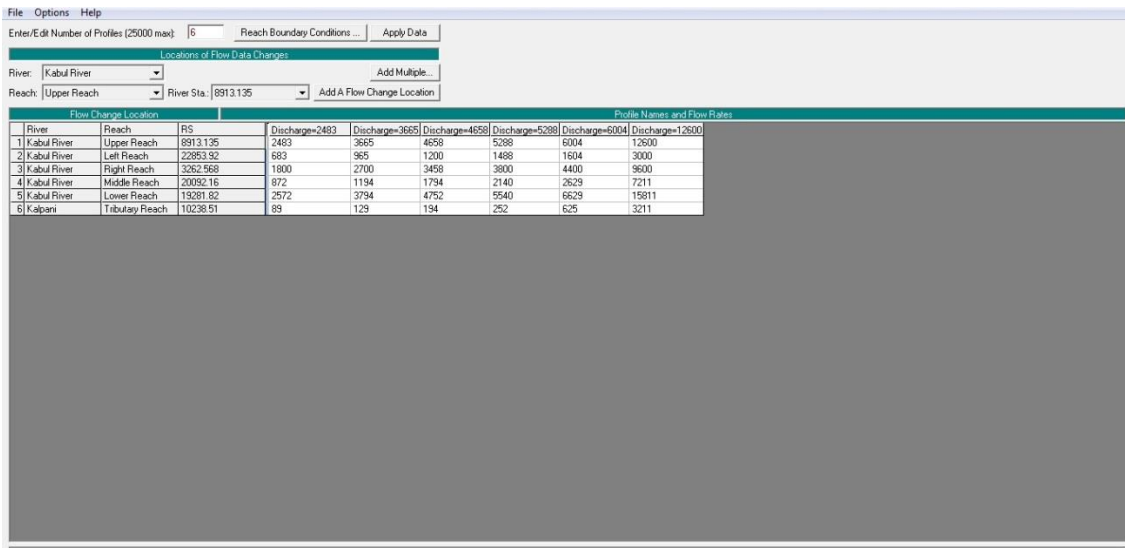 File Options Help
Enter/Edit Number of Profiles (25000 max): 6 Reach Boundary Conditions ... Apply Data
Locations of Flow Data Changes
River: Kabul River Add Multiple...
Reach: Upper Reach River Sta.: 8913.135 Add A Flow Change Location
Flow Change Location Profile Names and Flow Rates
River Reach RS Discharge=2483 Discharge=3665 Discharge=4658 Discharge=5288 Discharge=6004 Discharge=12600
1 Kabul River Upper Reach 8913.135 2483 3665 4658 5288 6004 12600
2 Kabul River Left Reach 22853.92 683 965 1200 1488 1604 3000
3 Kabul River Right Reach 3262.568 1800 2700 3458 3800 4400 9600
4 Kabul River Middle Reach 20092.16 872 1194 1794 2140 2629 7211
5 Kabul River Lower Reach 19281.82 2572 3794 4752 5540 6629 15811
6 Kalpani Tributary Reach 10238.51 89 129 194 252 625 3211